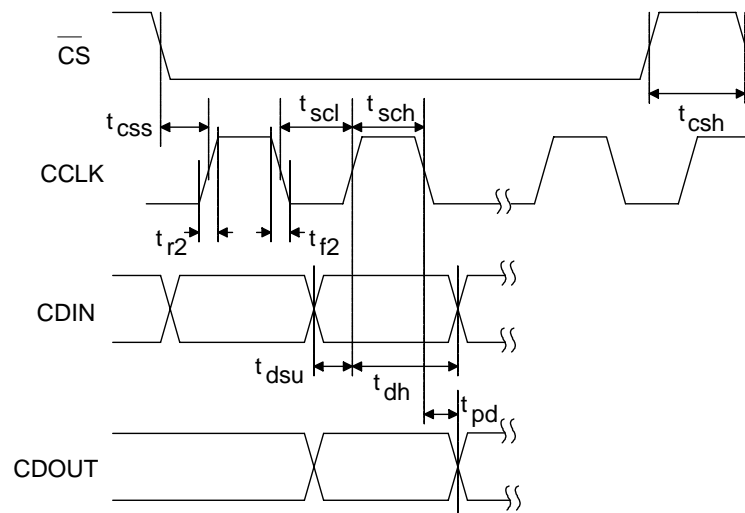 CS
t scl
t sch
t css
t csh
CCLK
t r2
t f2
CDIN
t dsu
t dh
t pd
CDOUT